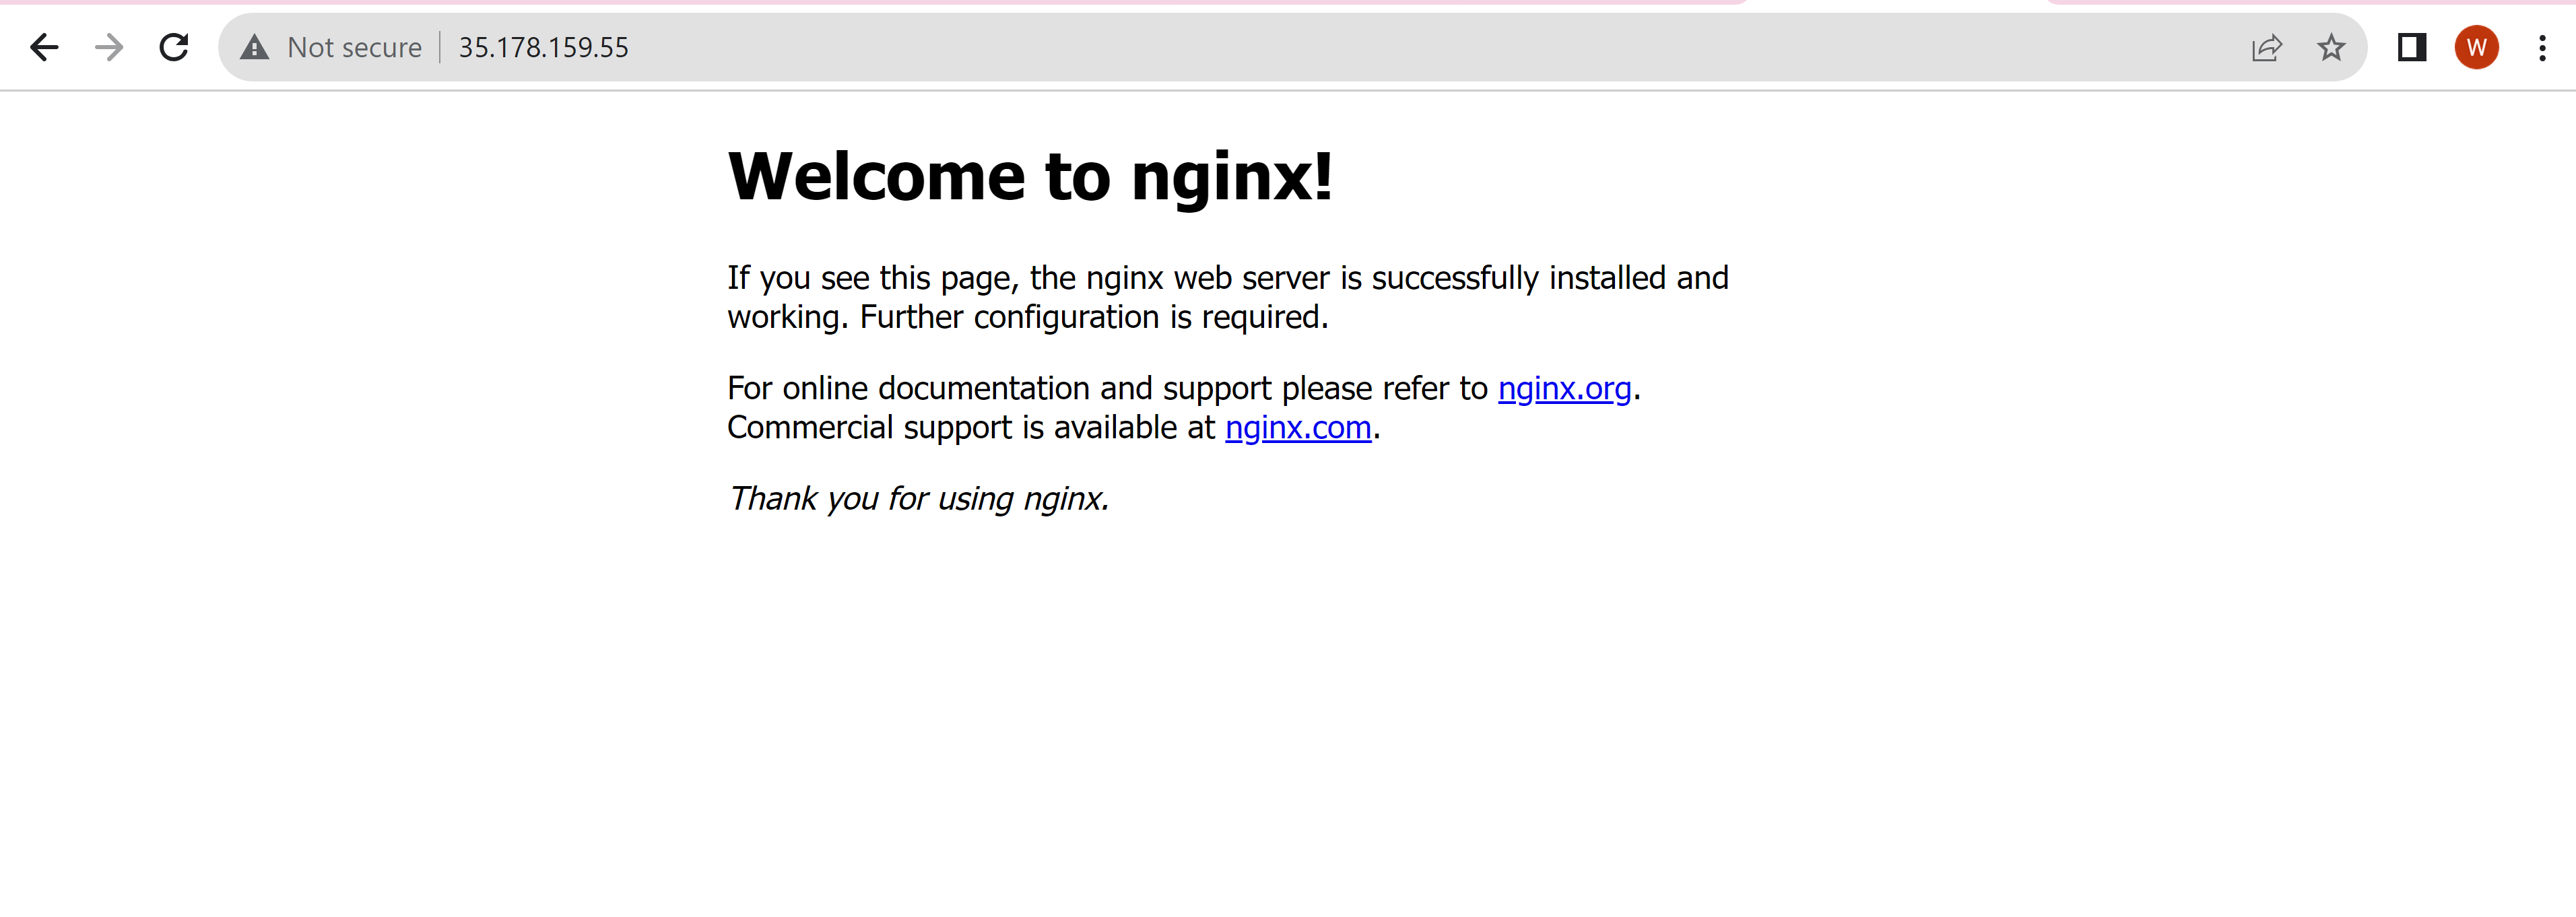 Not secure 35.178.159.55
W
Welcome to nginx!
If you see this page, the nginx web server is successfully installed and
working. Further configuration is required.
For online documentation and support please refer to nginx.org.
Commercial support is available at nginx.com.
Thank you for using nginx.